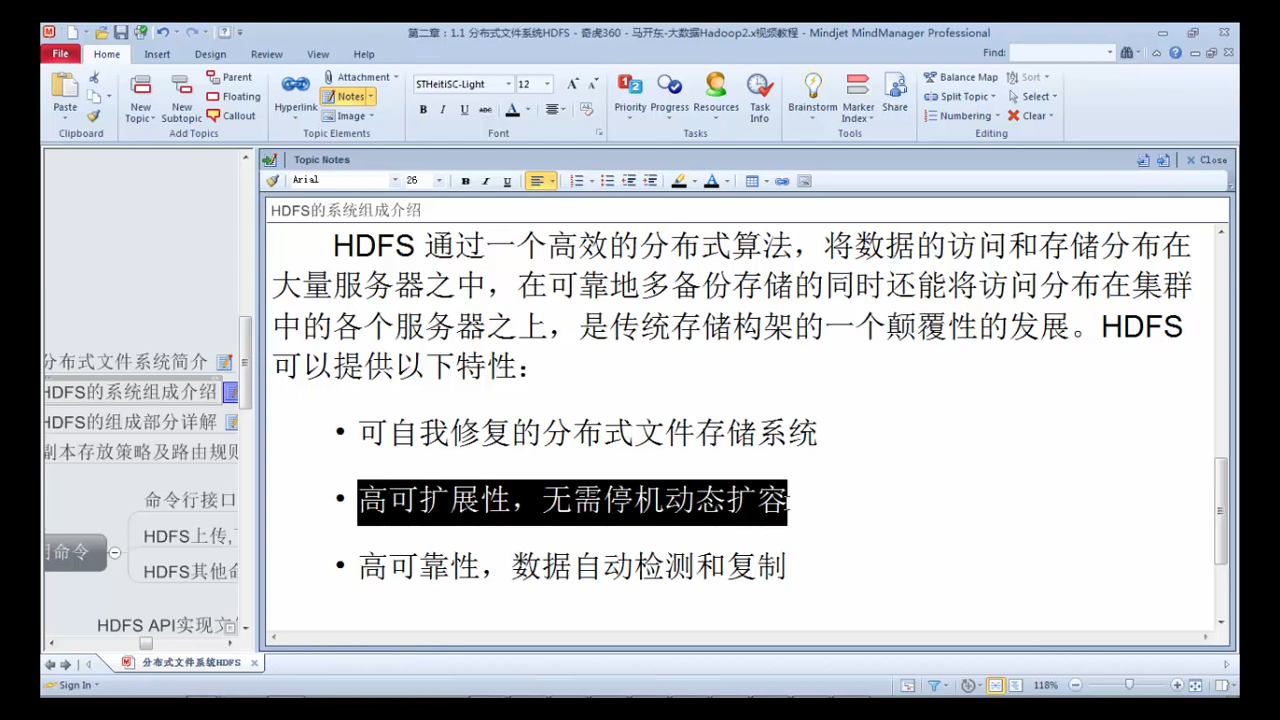 第二章：1.1 分布式文件系统HDFS - 奇虎360 - 马开东-大数据Hadoop2.x视频教程 - Mindjet MindManager Professional
File Home Insert Design Review View Help Find:
Paste
Clipboard
New Topic
New Subtopic
Parent
Floating
Callout
Add Topics
Hyperlink
Attachment
Notes
Image
Topic Elements
STHeitiSC-Light 12
B I U abc A
Font
Priority Progress Resources Task Info
Tasks
Brainstorm Marker Index Share
Tools
Balance Map Sort
Split Topic Select
Numbering Clear
Editing
Topic Notes Close
Arial 26 B I U A
HDFS的系统组成介绍
HDFS 通过一个高效的分布式算法，将数据的访问和存储分布在
大量服务器之中，在可靠地多备份存储的同时还能将访问分布在集群
中的各个服务器之上，是传统存储构架的一个颠覆性的发展。HDFS
可以提供以下特性：
• 可自我修复的分布式文件存储系统
• 高可扩展性，无需停机动态扩容
• 高可靠性，数据自动检测和复制
分布式文件系统简介
HDFS的系统组成介绍
HDFS的组成部分详解
副本存放策略及路由规则
命令行接口
HDFS上传,
用命令
HDFS其他命
HDFS API实现文
分布式文件系统HDFS
Sign In 118%